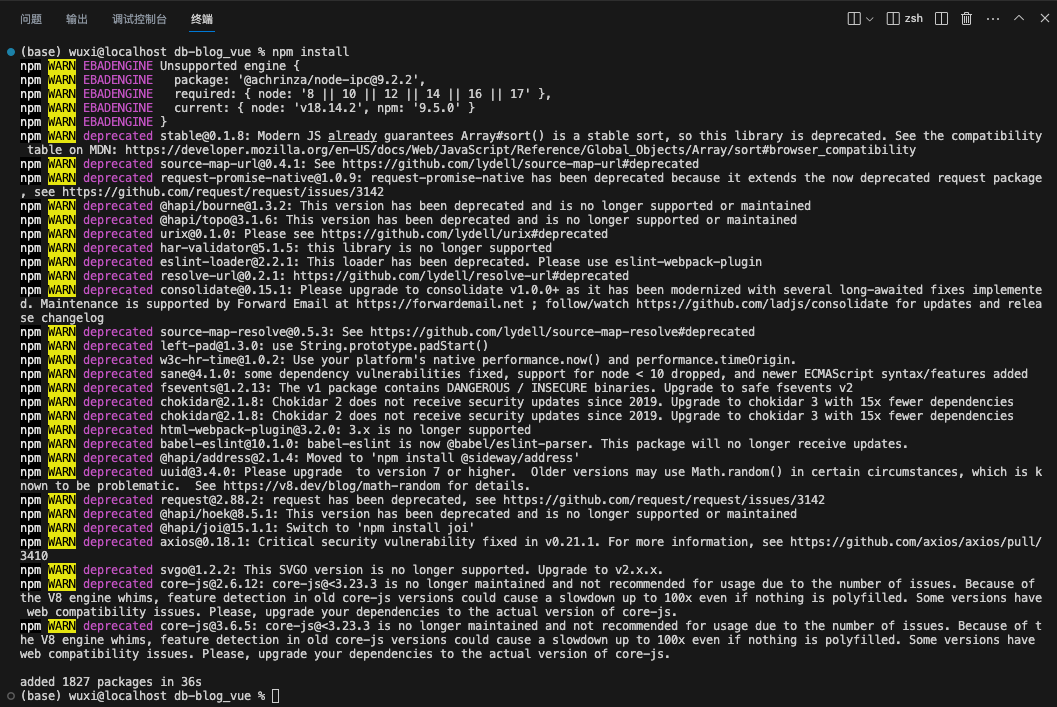 问题 输出 调试控制台 终端 zsh
(base) wuxi@localhost db-blog_vue % npm install
npm WARN EBADENGINE Unsupported engine {
npm WARN EBADENGINE   package: '@achrinza/node-ipc@9.2.2',
npm WARN EBADENGINE   required: { node: '8 || 10 || 12 || 14 || 16 || 17' },
npm WARN EBADENGINE   current: { node: 'v18.14.2', npm: '9.5.0' }
npm WARN EBADENGINE }
npm WARN deprecated stable@0.1.8: Modern JS already guarantees Array#sort() is a stable sort, so this library is deprecated. See the compatibility
 table on MDN: https://developer.mozilla.org/en-US/docs/Web/JavaScript/Reference/Global_Objects/Array/sort#browser_compatibility
npm WARN deprecated source-map-url@0.4.1: See https://github.com/lydell/source-map-url#deprecated
npm WARN deprecated request-promise-native@1.0.9: request-promise-native has been deprecated because it extends the now deprecated request package
, see https://github.com/request/request/issues/3142
npm WARN deprecated @hapi/bourne@1.3.2: This version has been deprecated and is no longer supported or maintained
npm WARN deprecated @hapi/topo@3.1.6: This version has been deprecated and is no longer supported or maintained
npm WARN deprecated urix@0.1.0: Please see https://github.com/lydell/urix#deprecated
npm WARN deprecated har-validator@5.1.5: this library is no longer supported
npm WARN deprecated eslint-loader@2.2.1: This loader has been deprecated. Please use eslint-webpack-plugin
npm WARN deprecated resolve-url@0.2.1: https://github.com/lydell/resolve-url#deprecated
npm WARN deprecated consolidate@0.15.1: Please upgrade to consolidate v1.0.0+ as it has been modernized with several long-awaited fixes implemente
d. Maintenance is supported by Forward Email at https://forwardemail.net ; follow/watch https://github.com/ladjs/consolidate for updates and relea
se changelog
npm WARN deprecated source-map-resolve@0.5.3: See https://github.com/lydell/source-map-resolve#deprecated
npm WARN deprecated left-pad@1.3.0: use String.prototype.padStart()
npm WARN deprecated w3c-hr-time@1.0.2: Use your platform's native performance.now() and performance.timeOrigin.
npm WARN deprecated sane@4.1.0: some dependency vulnerabilities fixed, support for node < 10 dropped, and newer ECMAScript syntax/features added
npm WARN deprecated fsevents@1.2.13: The v1 package contains DANGEROUS / INSECURE binaries. Upgrade to safe fsevents v2
npm WARN deprecated chokidar@2.1.8: Chokidar 2 does not receive security updates since 2019. Upgrade to chokidar 3 with 15x fewer dependencies
npm WARN deprecated chokidar@2.1.8: Chokidar 2 does not receive security updates since 2019. Upgrade to chokidar 3 with 15x fewer dependencies
npm WARN deprecated html-webpack-plugin@3.2.0: 3.x is no longer supported
npm WARN deprecated babel-eslint@10.1.0: babel-eslint is now @babel/eslint-parser. This package will no longer receive updates.
npm WARN deprecated @hapi/address@2.1.4: Moved to 'npm install @sideway/address'
npm WARN deprecated uuid@3.4.0: Please upgrade  to version 7 or higher.  Older versions may use Math.random() in certain circumstances, which is k
nown to be problematic.  See https://v8.dev/blog/math-random for details.
npm WARN deprecated request@2.88.2: request has been deprecated, see https://github.com/request/request/issues/3142
npm WARN deprecated @hapi/hoek@8.5.1: This version has been deprecated and is no longer supported or maintained
npm WARN deprecated @hapi/joi@15.1.1: Switch to 'npm install joi'
npm WARN deprecated axios@0.18.1: Critical security vulnerability fixed in v0.21.1. For more information, see https://github.com/axios/axios/pull/
3410
npm WARN deprecated svgo@1.2.2: This SVGO version is no longer supported. Upgrade to v2.x.x.
npm WARN deprecated core-js@2.6.12: core-js@<3.23.3 is no longer maintained and not recommended for usage due to the number of issues. Because of
the V8 engine whims, feature detection in old core-js versions could cause a slowdown up to 100x even if nothing is polyfilled. Some versions have
 web compatibility issues. Please, upgrade your dependencies to the actual version of core-js.
npm WARN deprecated core-js@3.6.5: core-js@<3.23.3 is no longer maintained and not recommended for usage due to the number of issues. Because of t
he V8 engine whims, feature detection in old core-js versions could cause a slowdown up to 100x even if nothing is polyfilled. Some versions have
web compatibility issues. Please, upgrade your dependencies to the actual version of core-js.
added 1827 packages in 36s
(base) wuxi@localhost db-blog_vue %